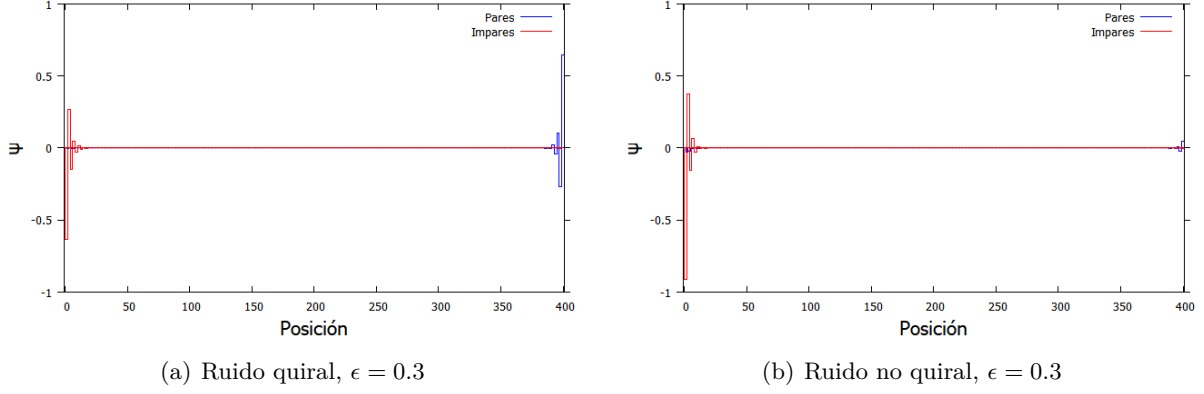 1
0.5
0
-0.5
-1
Ψ
0 50 100 150 200 250 300 350 400
Posición
Pares
Impares
(a) Ruido quiral, ϵ = 0.3
1
0.5
0
-0.5
-1
Ψ
0 50 100 150 200 250 300 350 400
Posición
Pares
Impares
(b) Ruido no quiral, ϵ = 0.3